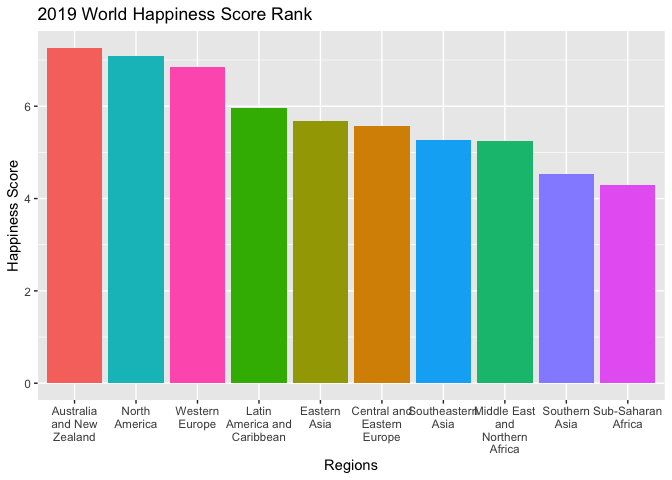 2019 World Happiness Score Rank
Happiness Score
6
4
2
0
Australia
and New
Zealand
North
America
Western
Europe
Latin
America and
Caribbean
Eastern
Asia
Central and
Eastern
Europe
Southeastern
Asia
Middle East
and
Northern
Africa
Southern
Asia
Sub-Saharan
Africa
Regions